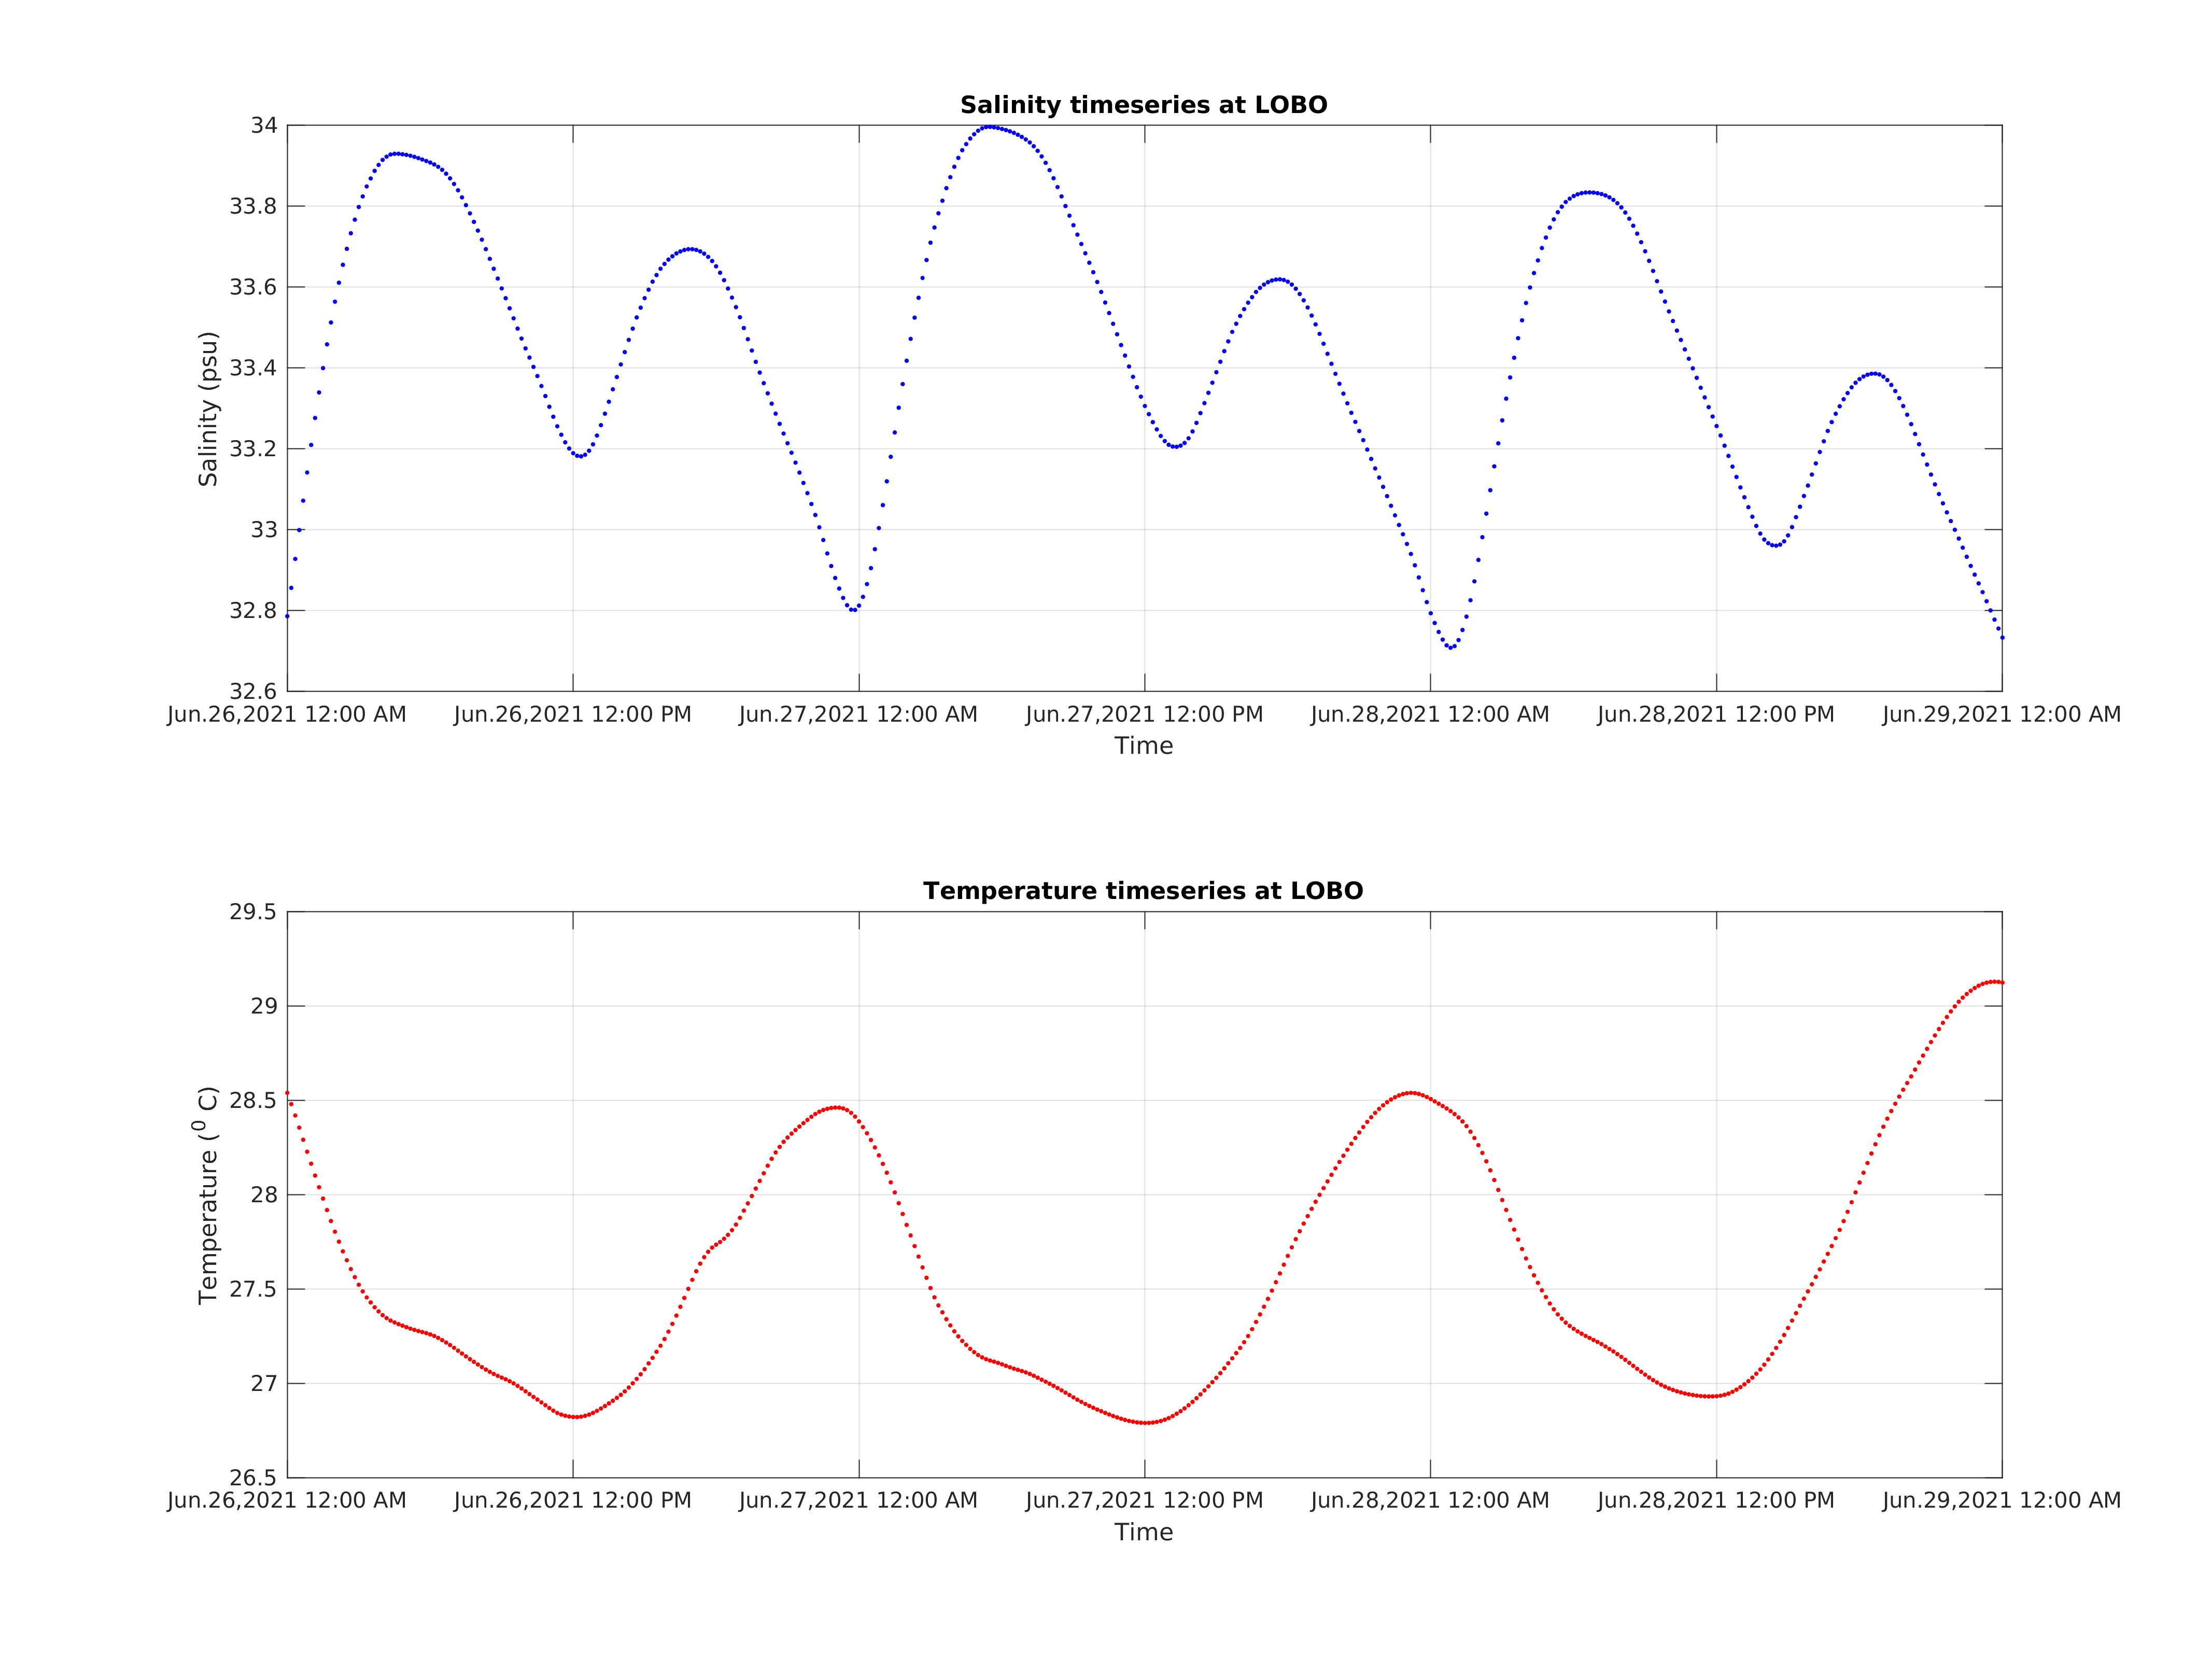 Salinity timeseries at LOBO
34
33.8
33.6
33.4
33.2
33
32.8
32.6
Salinity (psu)
Jun.26,2021 12:00 AM Jun.26,2021 12:00 PM Jun.27,2021 12:00 AM Jun.27,2021 12:00 PM Jun.28,2021 12:00 AM Jun.28,2021 12:00 PM Jun.29,2021 12:00 AM
Time
Temperature timeseries at LOBO
29.5
29
28.5
28
27.5
27
26.5
Temperature (⁰ C)
Jun.26,2021 12:00 AM Jun.26,2021 12:00 PM Jun.27,2021 12:00 AM Jun.27,2021 12:00 PM Jun.28,2021 12:00 AM Jun.28,2021 12:00 PM Jun.29,2021 12:00 AM
Time